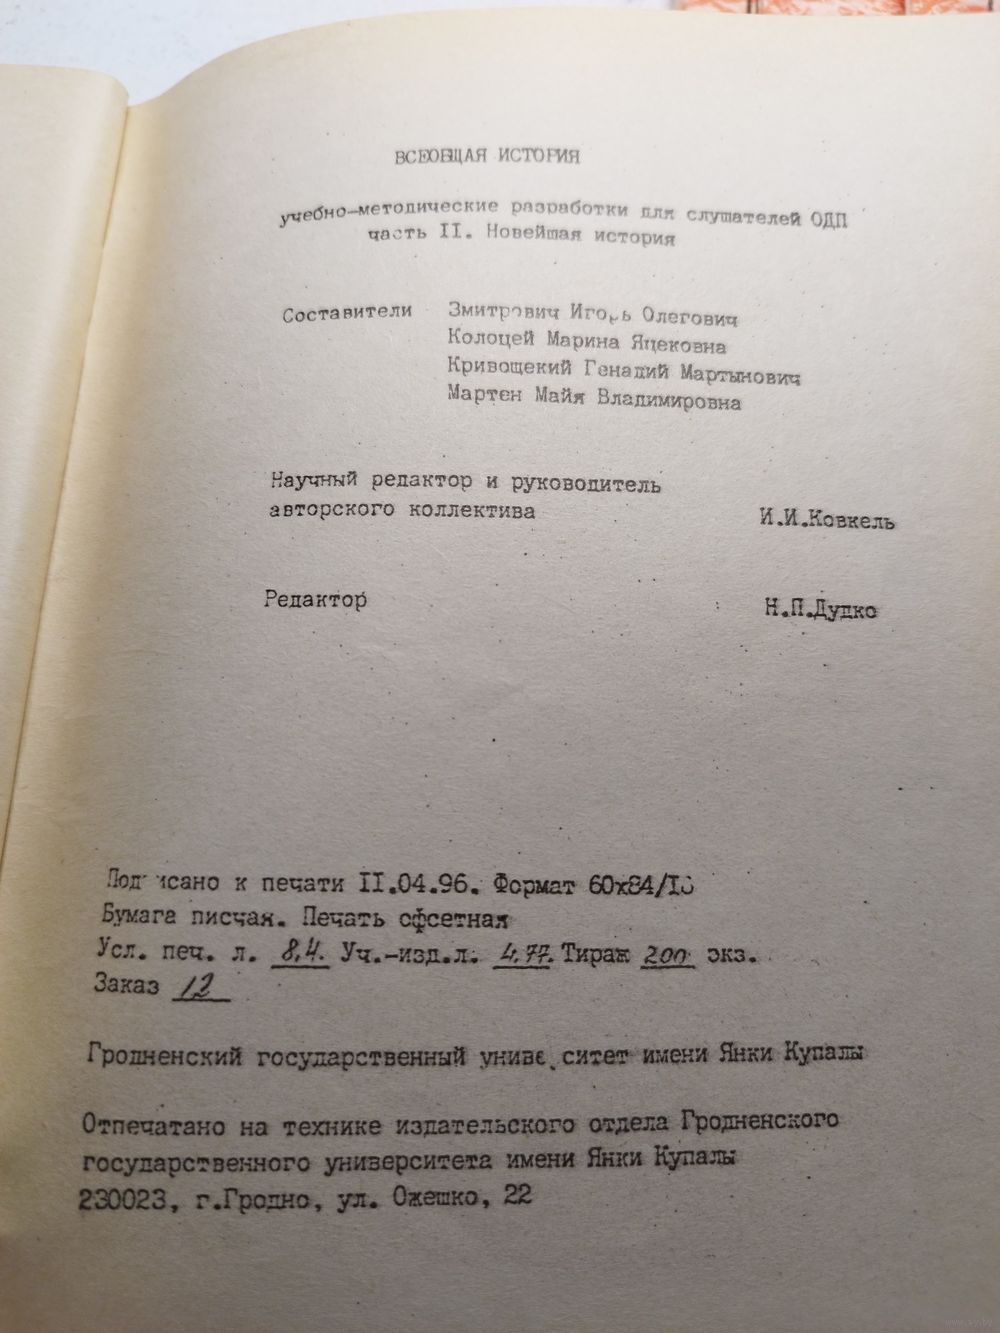 ВСЕОБЩАЯ ИСТОРИЯ
учебно-методические разработки для слушателей ОДП
часть II. Новейшая история
Составители Змитрович Игорь Олегович
Колоцей Марина Яцековна
Кривощекий Генадий Мартынович
Мартен Майя Владимировна
Научный редактор и руководитель
авторского коллектива И.И.Ковкель
Редактор Н.П.Дудко
Подписано к печати II.04.96. Формат 60х84/I6
Бумага писчая. Печать офсетная
Усл. печ. л. 8,4. Уч.-изд.л. 4,77. Тираж 200 экз.
Заказ 12
Гродненский государственный университет имени Янки Купалы
Отпечатано на технике издательского отдела Гродненского
государственного университета имени Янки Купалы
230023, г.Гродно, ул. Ожешко, 22